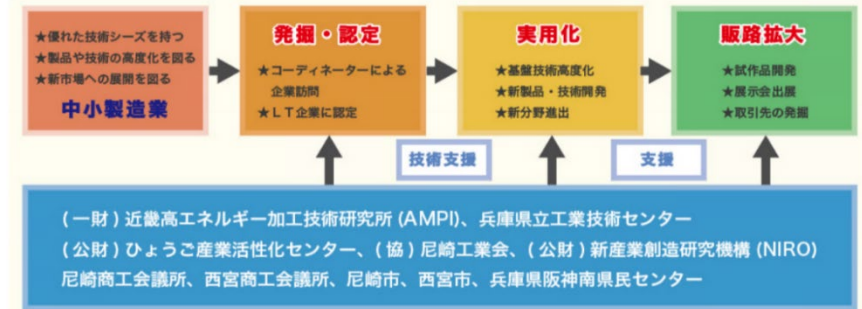 ★優れた技術シーズを持つ
★製品や技術の高度化を図る
★新市場への展開を図る
中小製造業
発掘・認定
★コーディネーターによる
企業訪問
★ＬＴ企業に認定
実用化
★基盤技術高度化
★新製品・技術開発
★新分野進出
販路拡大
★試作品開発
★展示会出展
★取引先の発掘
技術支援
支援
(一財)近畿高エネルギー加工技術研究所(AMPI)、兵庫県立工業技術センター
(公財)ひょうご産業活性化センター、(協)尼崎工業会、(公財)新産業創造研究機構(NIRO)
尼崎商工会議所、西宮商工会議所、尼崎市、西宮市、兵庫県阪神南県民センター